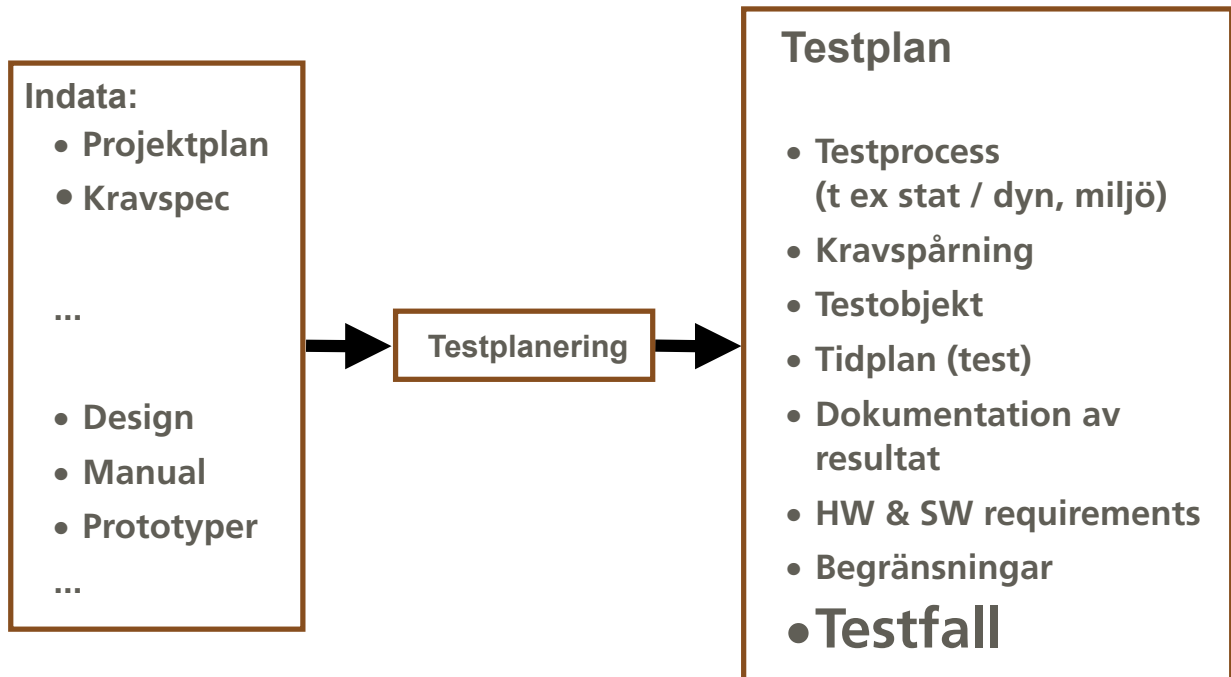 Indata:
• Projektplan
• Kravspec
...
• Design
• Manual
• Prototyper
...
Testplanering
Testplan
• Testprocess
(t ex stat / dyn, miljö)
• Kravspårning
• Testobjekt
• Tidplan (test)
• Dokumentation av
resultat
• HW & SW requirements
• Begränsningar
• Testfall